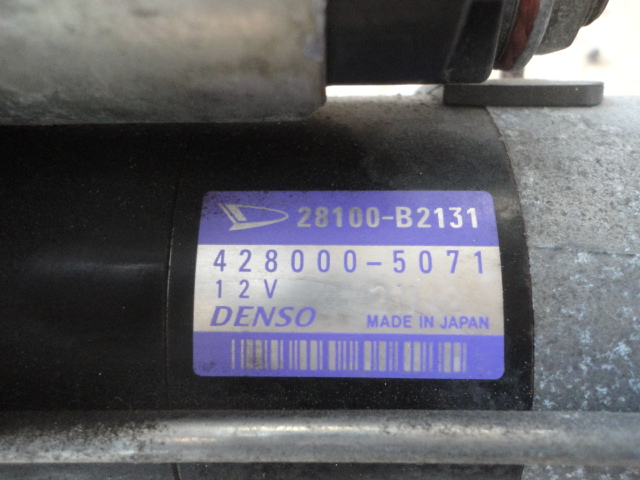 28100-B2131
428000-5071
12V
DENSO MADE IN JAPAN